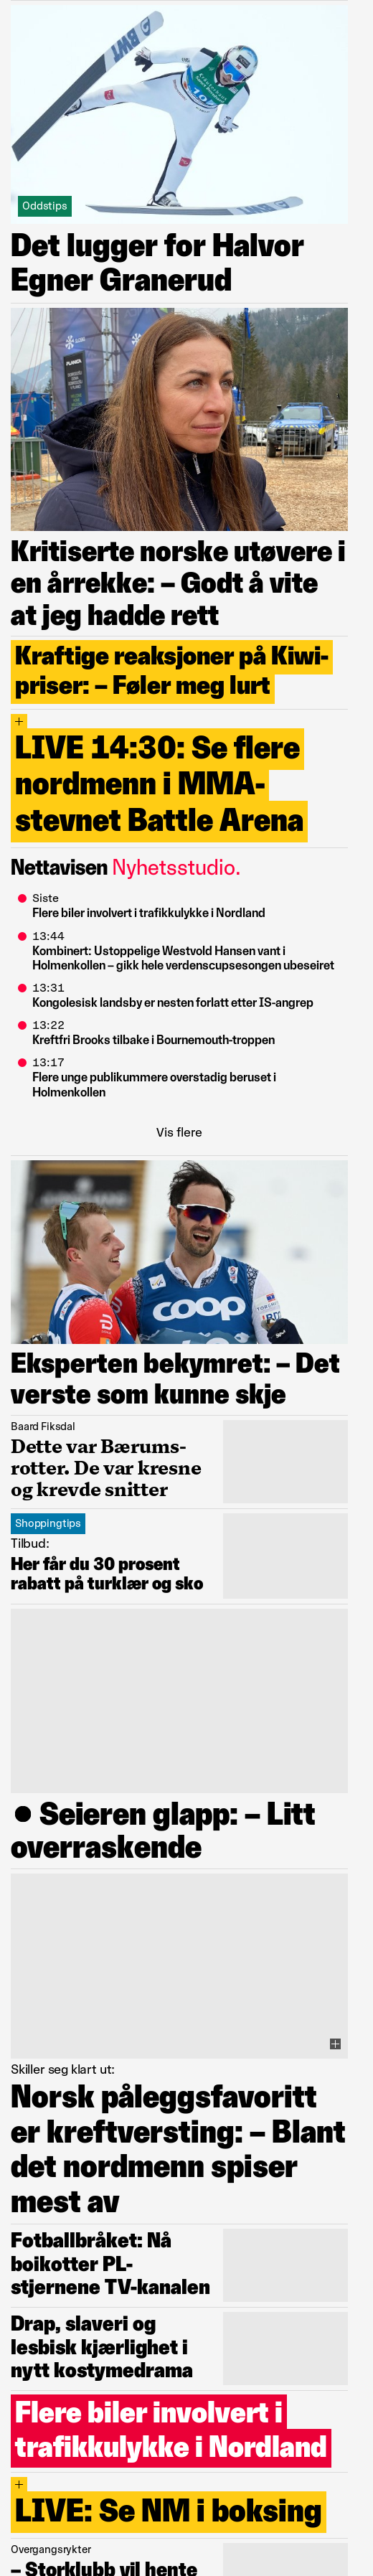 Oddstips
Det lugger for Halvor
Egner Granerud
Kritiserte norske utøvere i
en årrekke: – Godt å vite
at jeg hadde rett
Kraftige reaksjoner på Kiwi-
priser: – Føler meg lurt
LIVE 14:30: Se flere
nordmenn i MMA-
stevnet Battle Arena
Nettavisen Nyhetsstudio.
Siste
Flere biler involvert i trafikkulykke i Nordland
13:44
Kombinert: Ustoppelige Westvold Hansen vant i
Holmenkollen – gikk hele verdenscupsesongen ubeseiret
13:31
Kongolesisk landsby er nesten forlatt etter IS-angrep
13:22
Kreftfri Brooks tilbake i Bournemouth-troppen
13:17
Flere unge publikummere overstadig beruset i
Holmenkollen
Vis flere
coop
Eksperten bekymret: – Det
verste som kunne skje
Baard Fiksdal
Dette var Bærums-
rotter. De var kresne
og krevde snitter
Shoppingtips
Tilbud:
Her får du 30 prosent
rabatt på turklær og sko
Seieren glapp: – Litt
overraskende
Skiller seg klart ut:
Norsk påleggsfavoritt
er kreftversting: – Blant
det nordmenn spiser
mest av
Fotballbråket: Nå
boikotter PL-
stjernene TV-kanalen
Drap, slaveri og
lesbisk kjærlighet i
nytt kostymedrama
Flere biler involvert i
trafikkulykke i Nordland
LIVE: Se NM i boksing
Overgangsrykter
– Storklubb vil hente